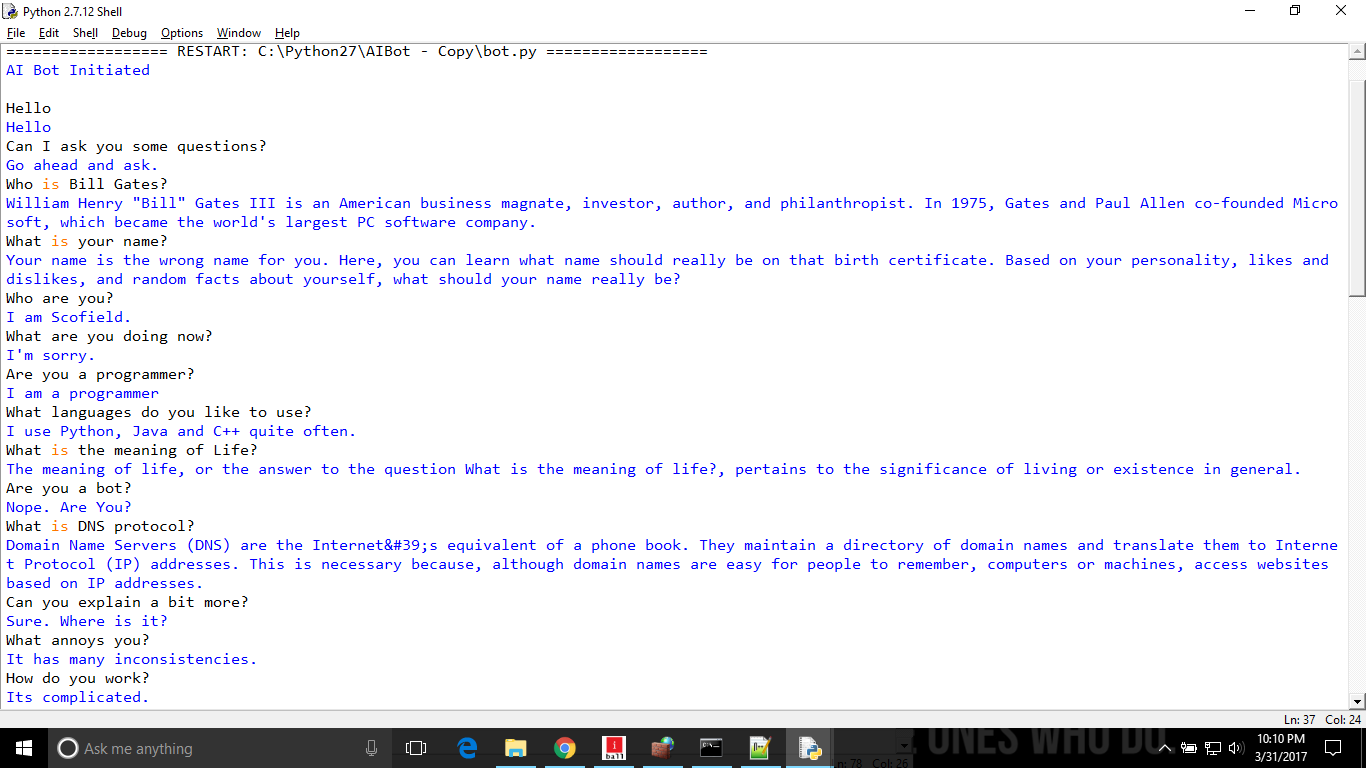 Python 2.7.12 Shell
File Edit Shell Debug Options Window Help
================== RESTART: C:\Python27\AIBot - Copy\bot.py ==================
AI Bot Initiated
Hello
Hello
Can I ask you some questions?
Go ahead and ask.
Who is Bill Gates?
William Henry "Bill" Gates III is an American business magnate, investor, author, and philanthropist. In 1975, Gates and Paul Allen co-founded Micro
soft, which became the world's largest PC software company.
What is your name?
Your name is the wrong name for you. Here, you can learn what name should really be on that birth certificate. Based on your personality, likes and
dislikes, and random facts about yourself, what should your name really be?
Who are you?
I am Scofield.
What are you doing now?
I'm sorry.
Are you a programmer?
I am a programmer
What languages do you like to use?
I use Python, Java and C++ quite often.
What is the meaning of Life?
The meaning of life, or the answer to the question What is the meaning of life?, pertains to the significance of living or existence in general.
Are you a bot?
Nope. Are You?
What is DNS protocol?
Domain Name Servers (DNS) are the Internet&#39;s equivalent of a phone book. They maintain a directory of domain names and translate them to Interne
t Protocol (IP) addresses. This is necessary because, although domain names are easy for people to remember, computers or machines, access websites
based on IP addresses.
Can you explain a bit more?
Sure. Where is it?
What annoys you?
It has many inconsistencies.
How do you work?
Its complicated.
Ln: 37 Col: 24
Ask me anything
i ball
ONES WHO DO
Ln: 78 Col: 26
10:10 PM
3/31/2017